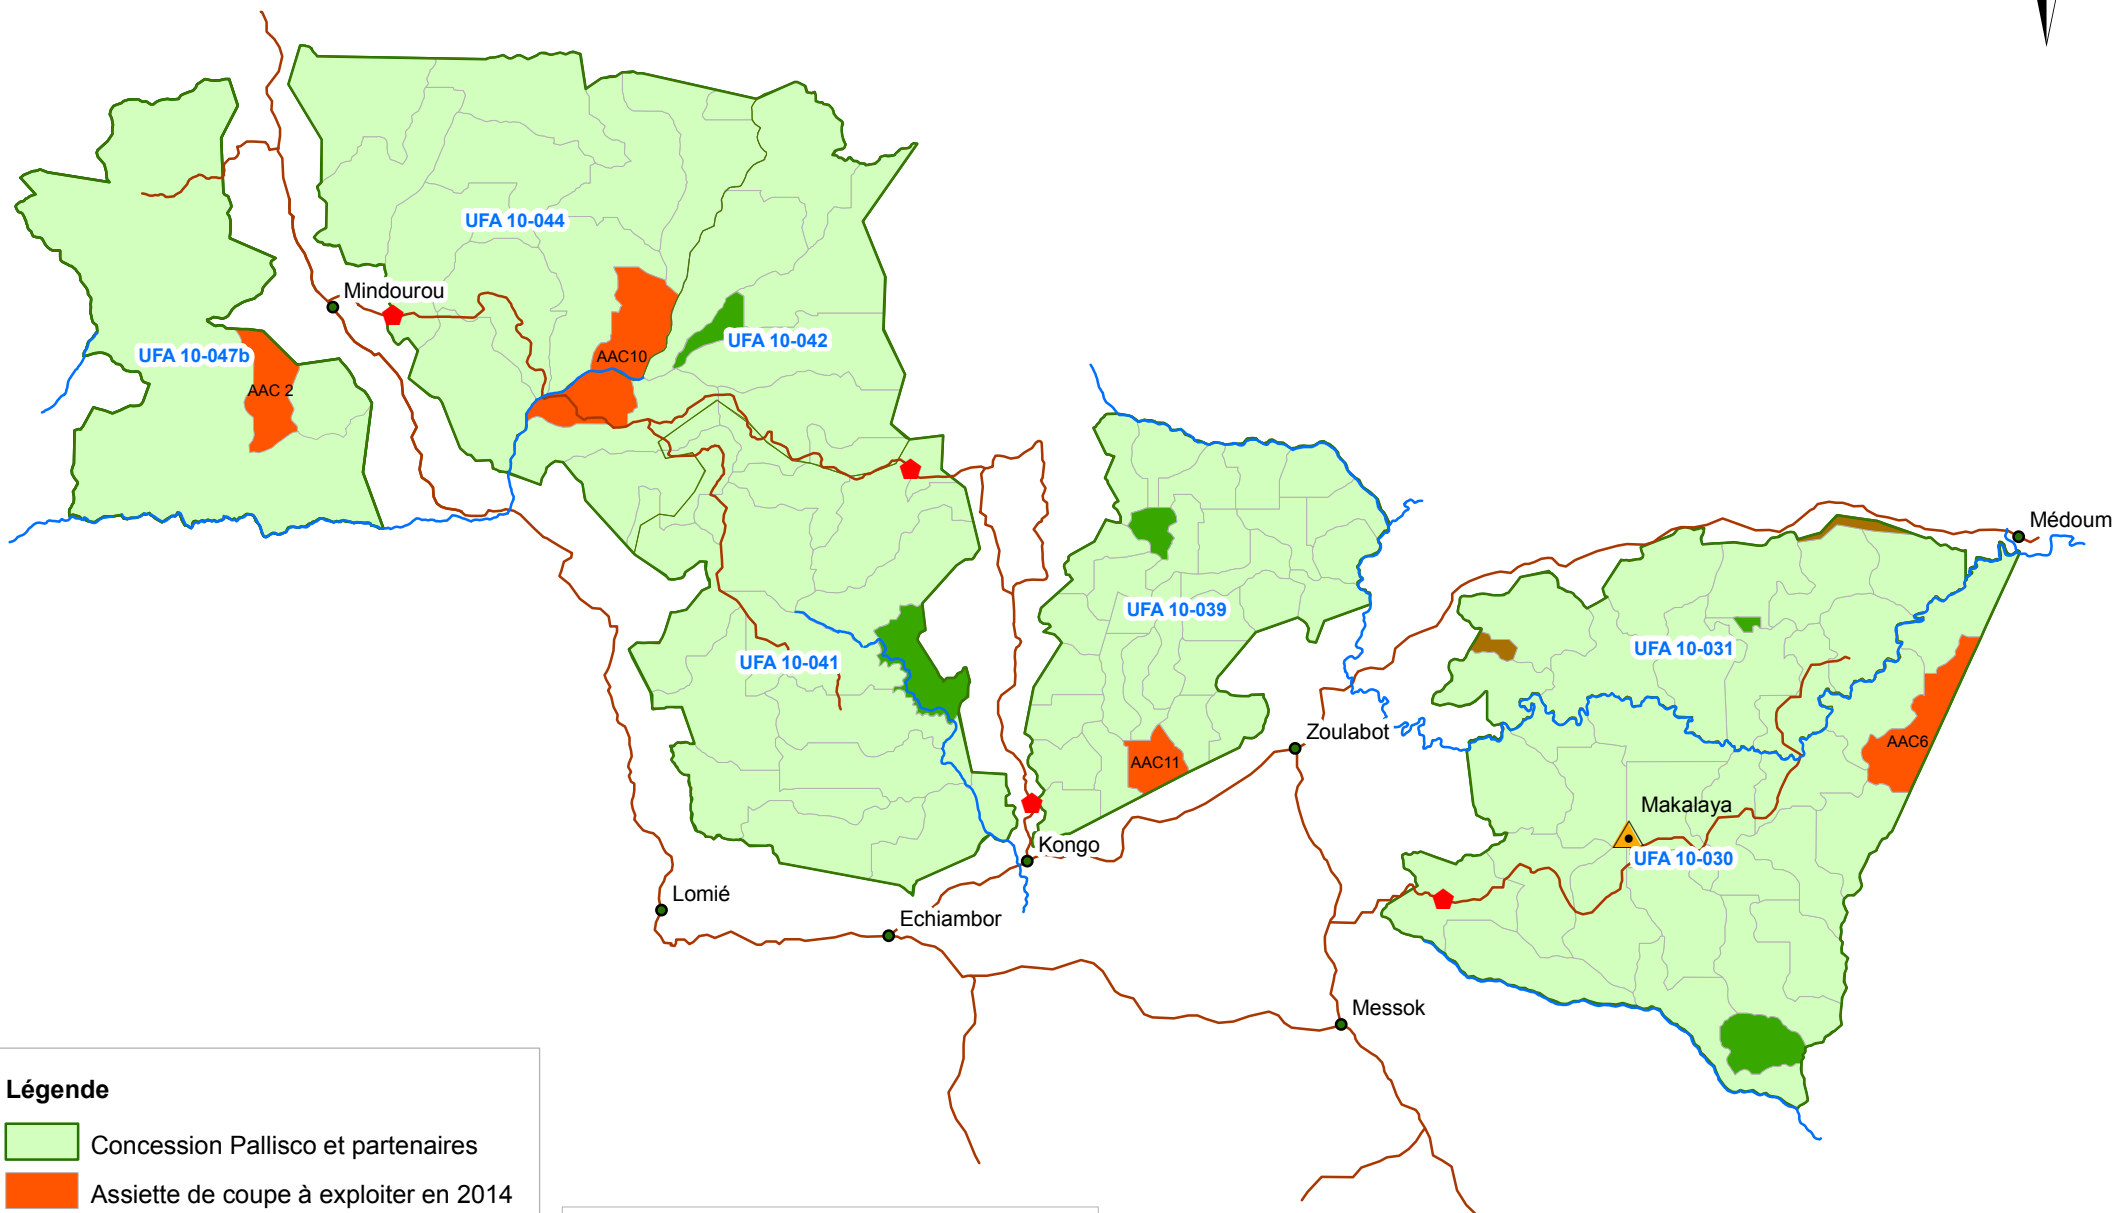 UFA 10-044
Mindourou
UFA 10-042
UFA 10-047b
AAC10
AAC 2
Médoum
UFA 10-039
UFA 10-031
UFA 10-041
Zoulabot
AAC6
AAC11
Makalaya
Kongo
UFA 10-030
Lomié
Echiambor
Messok
Légende
Concession Pallisco et partenaires
Assiette de coupe à exploiter en 2014